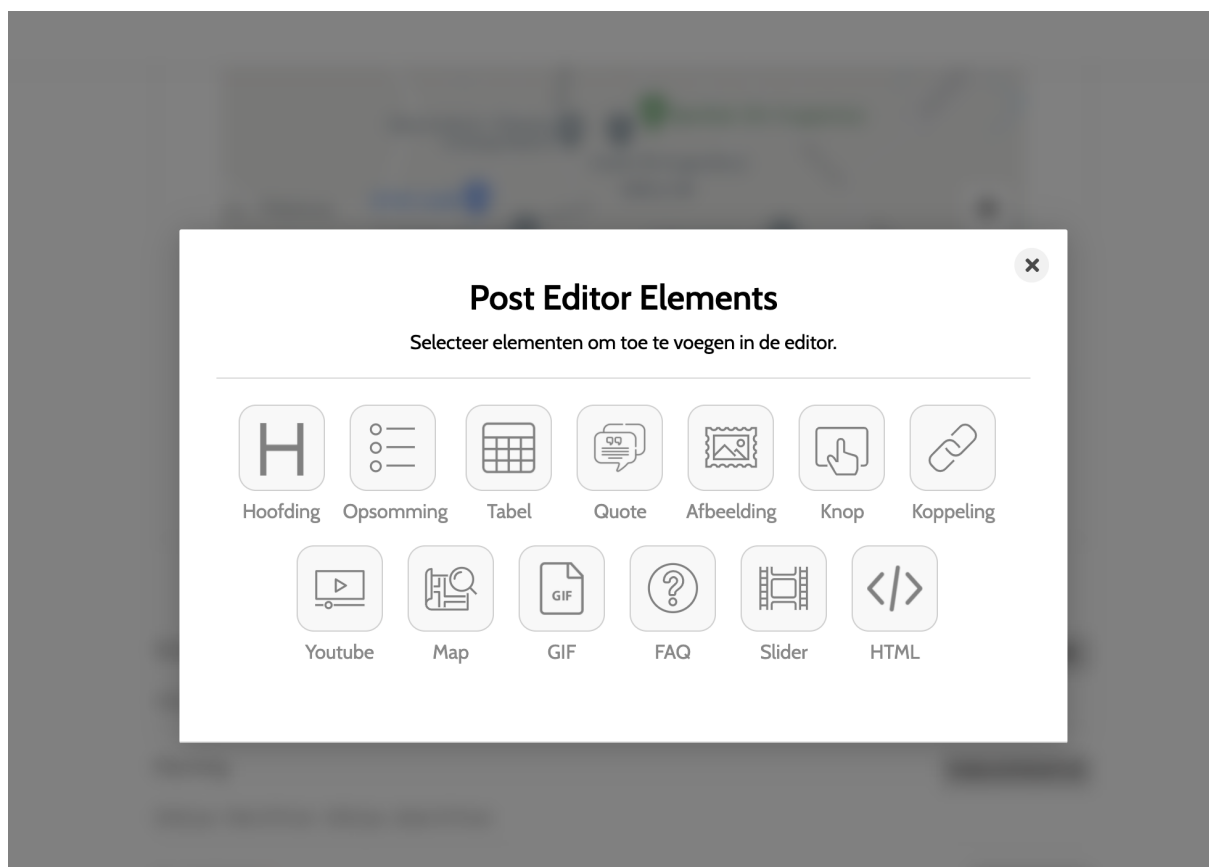 Post Editor Elements
Selecteer elementen om toe te voegen in de editor.
Hoofding Opsomming Tabel Quote Afbeelding Knop Koppeling
GIF
Youtube Map GIF FAQ Slider HTML